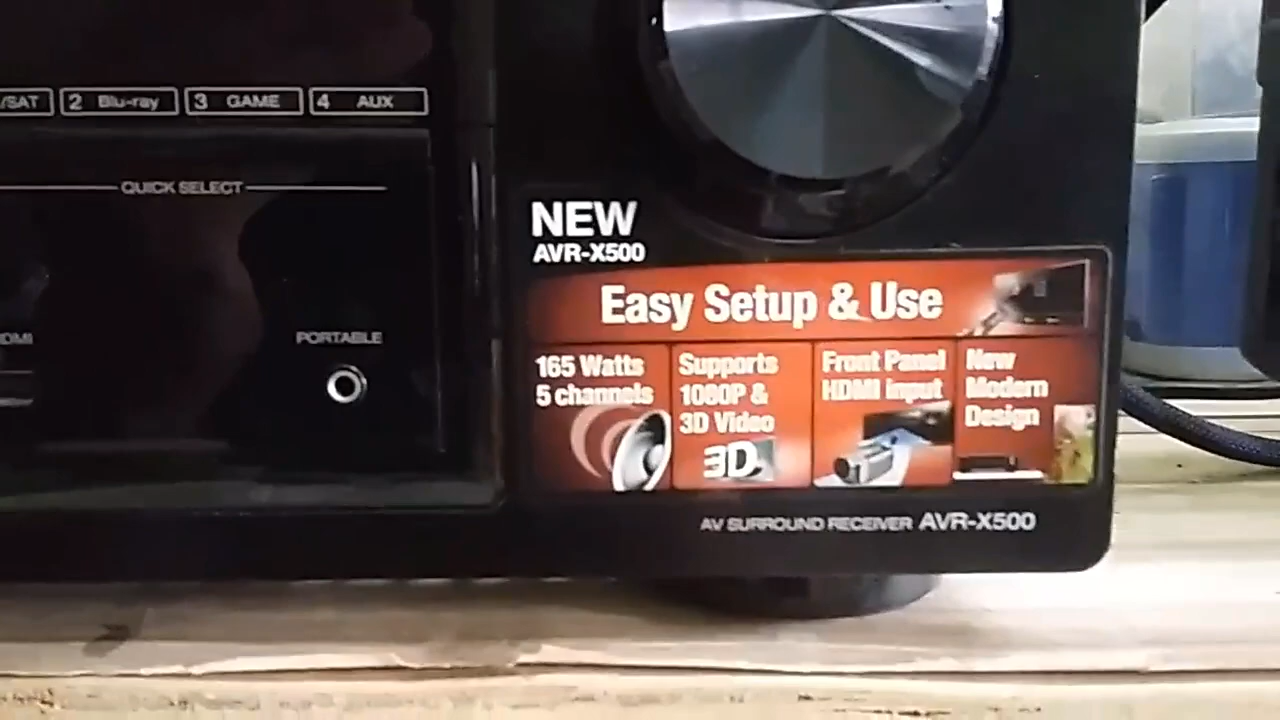 /SAT 2 Blu-ray 3 GAME 4 AUX
QUICK SELECT
PORTABLE
NEW
AVR-X500
Easy Setup & Use
165 Watts
5 channels
Supports
1080P &
3D Video
3D
Front Panel
HDMI input
New
Modern
Design
AV SURROUND RECEIVER AVR-X500